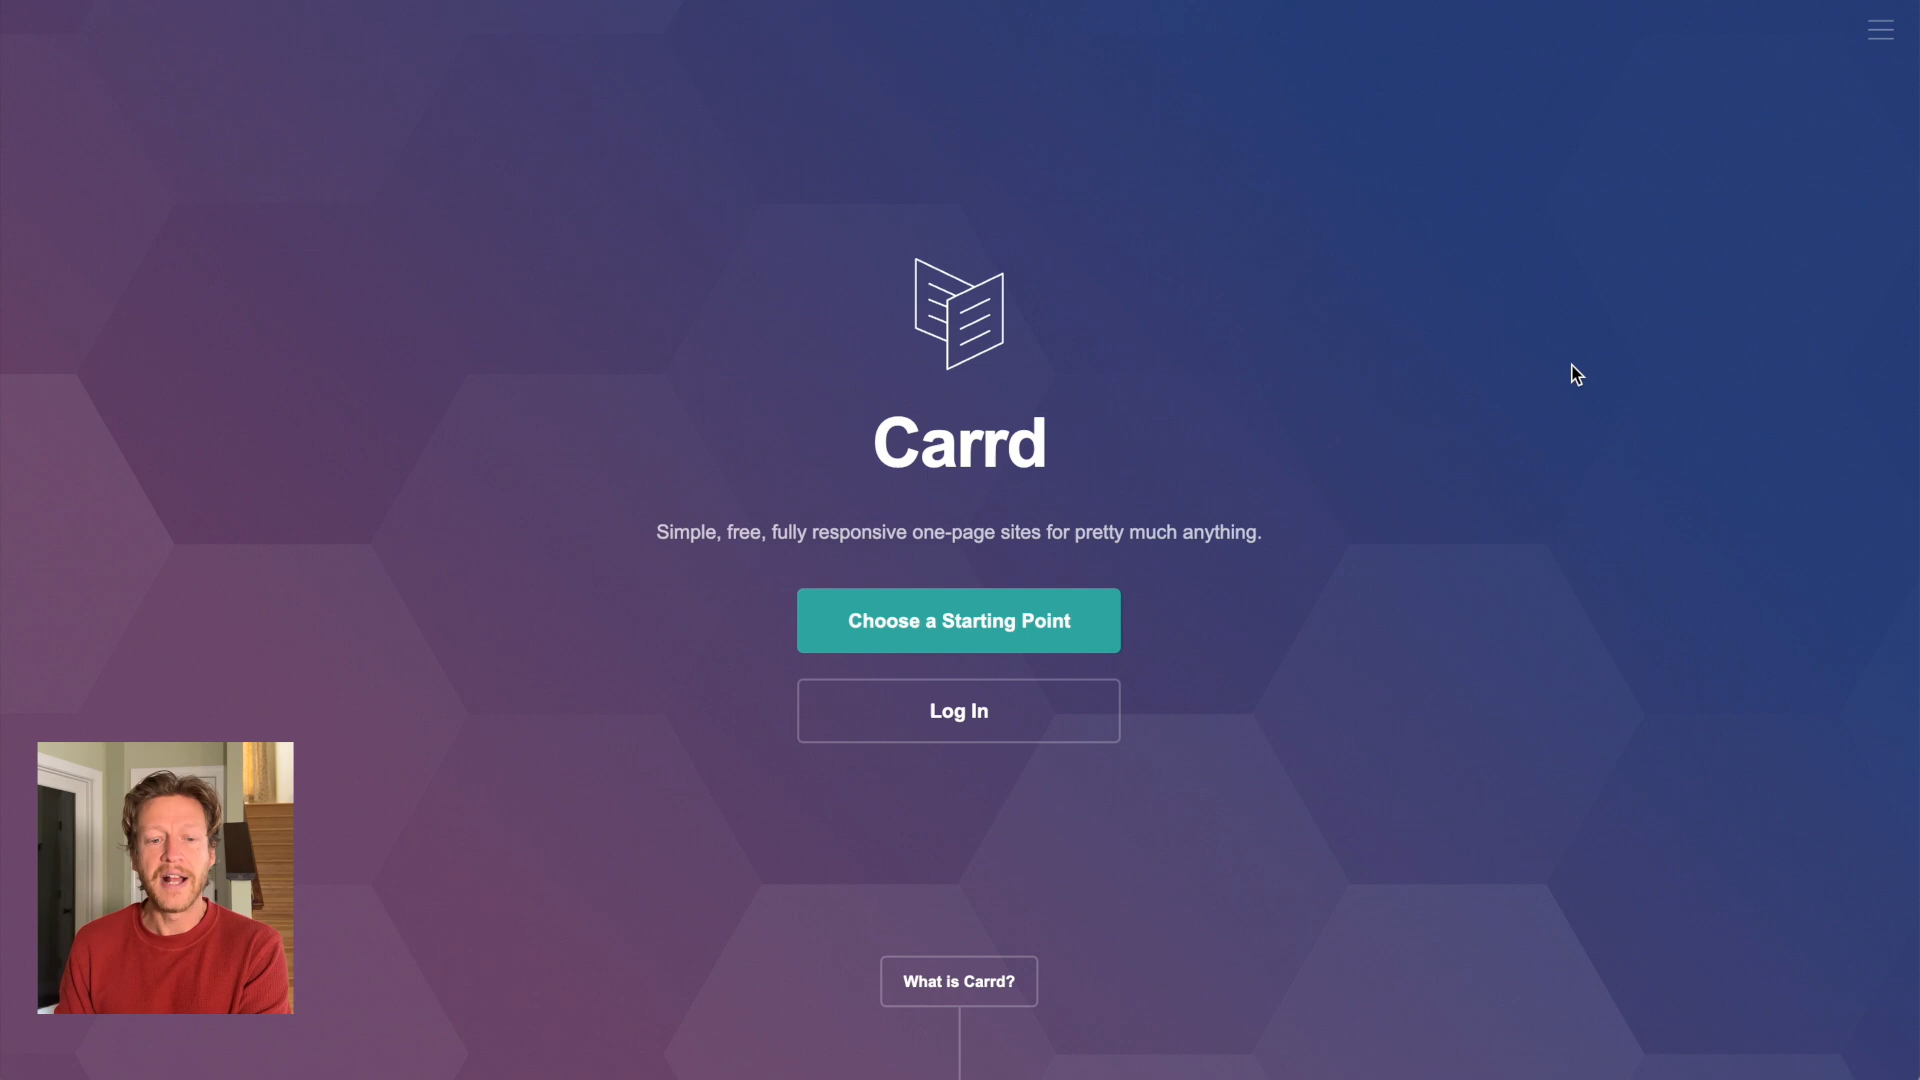 Carrd
Simple, free, fully responsive one-page sites for pretty much anything.
Choose a Starting Point
Log In
What is Carrd?